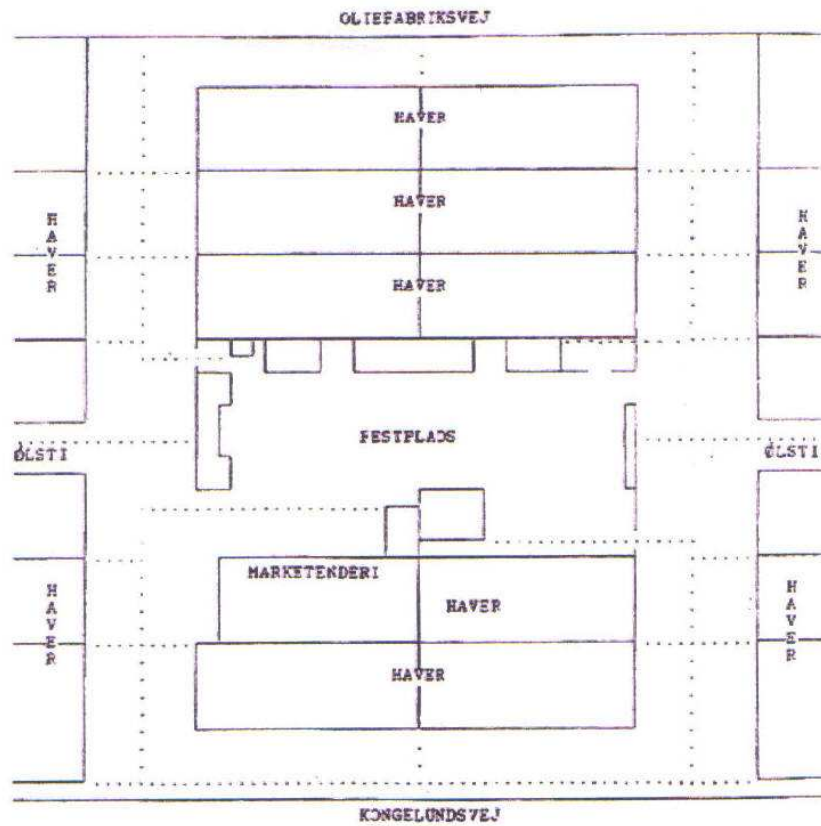 OLIEFABRIKSVEJ
HAVER
HAVER
HAVER
HAVER
HAVER
FESTPLADS
ØLSTI
ØLSTI
MARKETENDERI
HAVER
HAVER
HAVER
HAVER
KONGELUNDSVEJ